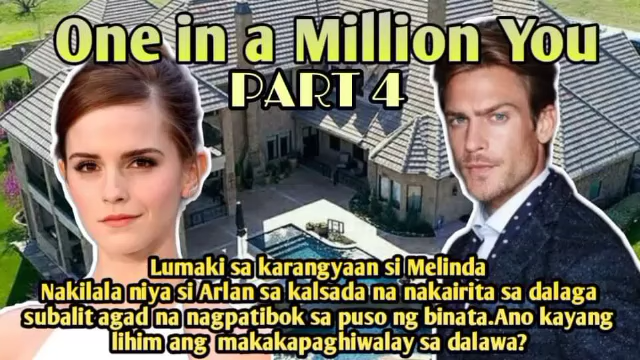 One in a Million You
PART 4
Lumaki sa karangyaan si Melinda
Nakilala niya si Arlan sa kalsada na nakairita sa dalaga
subalit agad na nagpatibok sa puso ng binata.Ano kayang
lihim ang makakapaghiwalay sa dalawa?